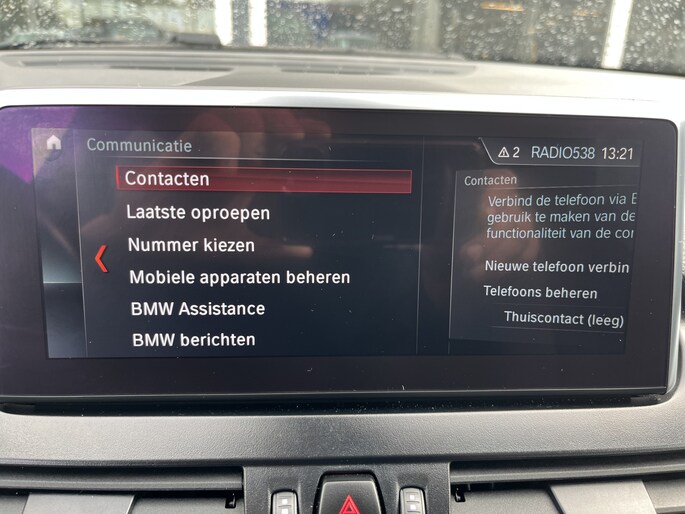 Communicatie
2 RADIO538 13:21
Contacten
Laatste oproepen
Nummer kiezen
Mobiele apparaten beheren
BMW Assistance
BMW berichten
Contacten
Verbind de telefoon via
gebruik te maken van de
functionaliteit van de
Nieuwe telefoon
Telefoons beheren
Thuiscontact (leeg)